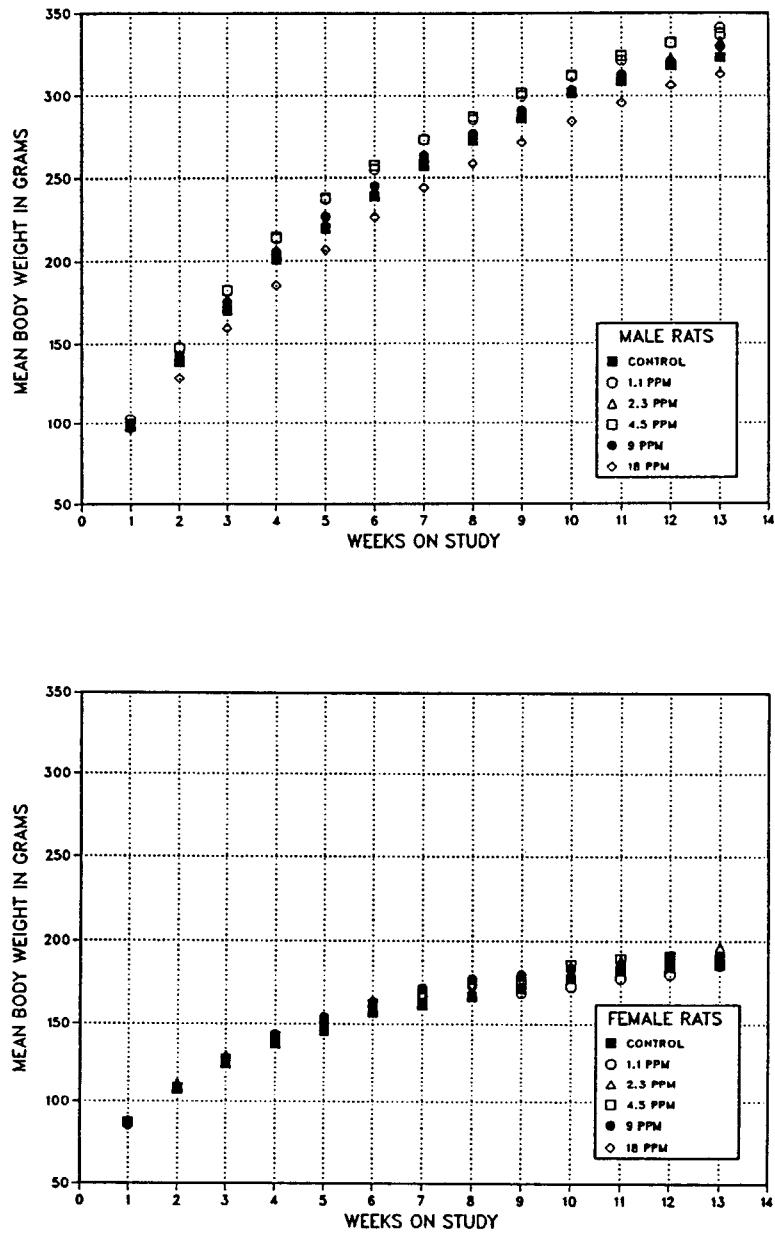 350
300
250
200
150
100
50
MEAN BODY WEIGHT IN GRAMS
MALE RATS
CONTROL
1.1 PPM
2.3 PPM
4.5 PPM
9 PPM
18 PPM
0 1 2 3 4 5 6 7 8 9 10 11 12 13 14
WEEKS ON STUDY
350
300
250
200
150
100
50
MEAN BODY WEIGHT IN GRAMS
FEMALE RATS
CONTROL
1.1 PPM
2.3 PPM
4.5 PPM
9 PPM
18 PPM
0 1 2 3 4 5 6 7 8 9 10 11 12 13 14
WEEKS ON STUDY